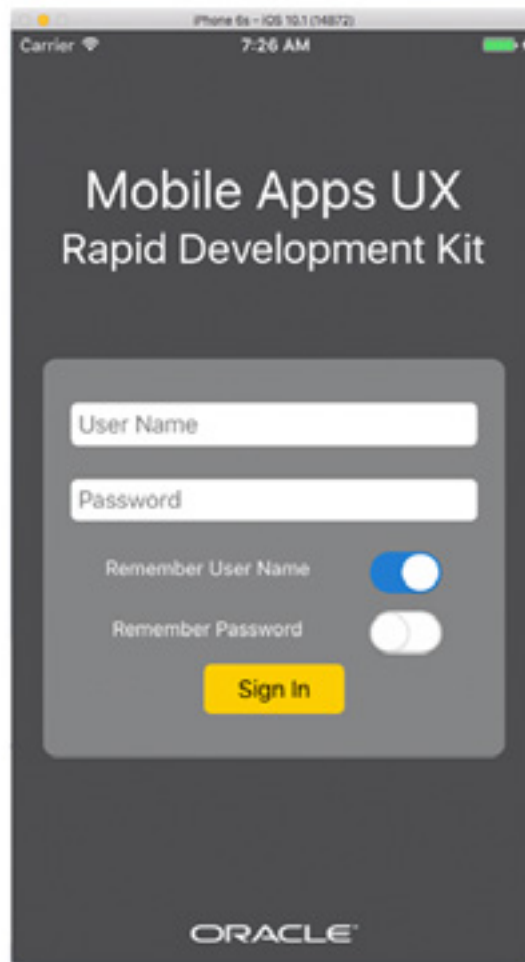 iPhone 6s – iOS 10.1 (14B72)
Carrier 7:26 AM
Mobile Apps UX
Rapid Development Kit
User Name
Password
Remember User Name
Remember Password
Sign In
ORACLE